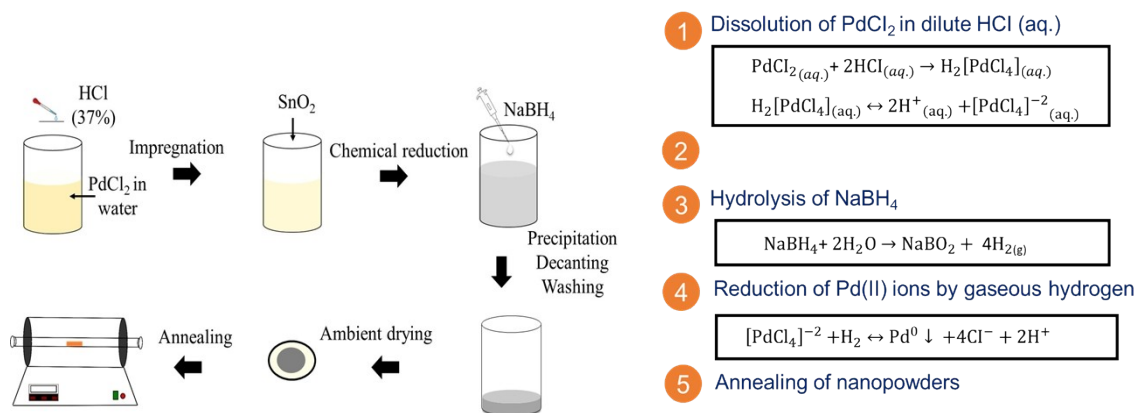 HCl
(37%)
PdCl₂ in
water
Impregnation
SnO₂
Chemical reduction
NaBH₄
Precipitation
Decanting
Washing
Ambient drying
Annealing
1 Dissolution of PdCl₂ in dilute HCl (aq.)
PdCl₂₍aq.₎ + 2HCl(aq.) → H₂[PdCl₄](aq.)
H₂[PdCl₄](aq.) ↔ 2H⁺(aq.) +[PdCl₄]⁻²(aq.)
2
3 Hydrolysis of NaBH₄
NaBH₄+ 2H₂O → NaBO₂ + 4H₂(g)
4 Reduction of Pd(II) ions by gaseous hydrogen
[PdCl₄]⁻² +H₂ ↔ Pd⁰ ↓ +4Cl⁻ + 2H⁺
5 Annealing of nanopowders